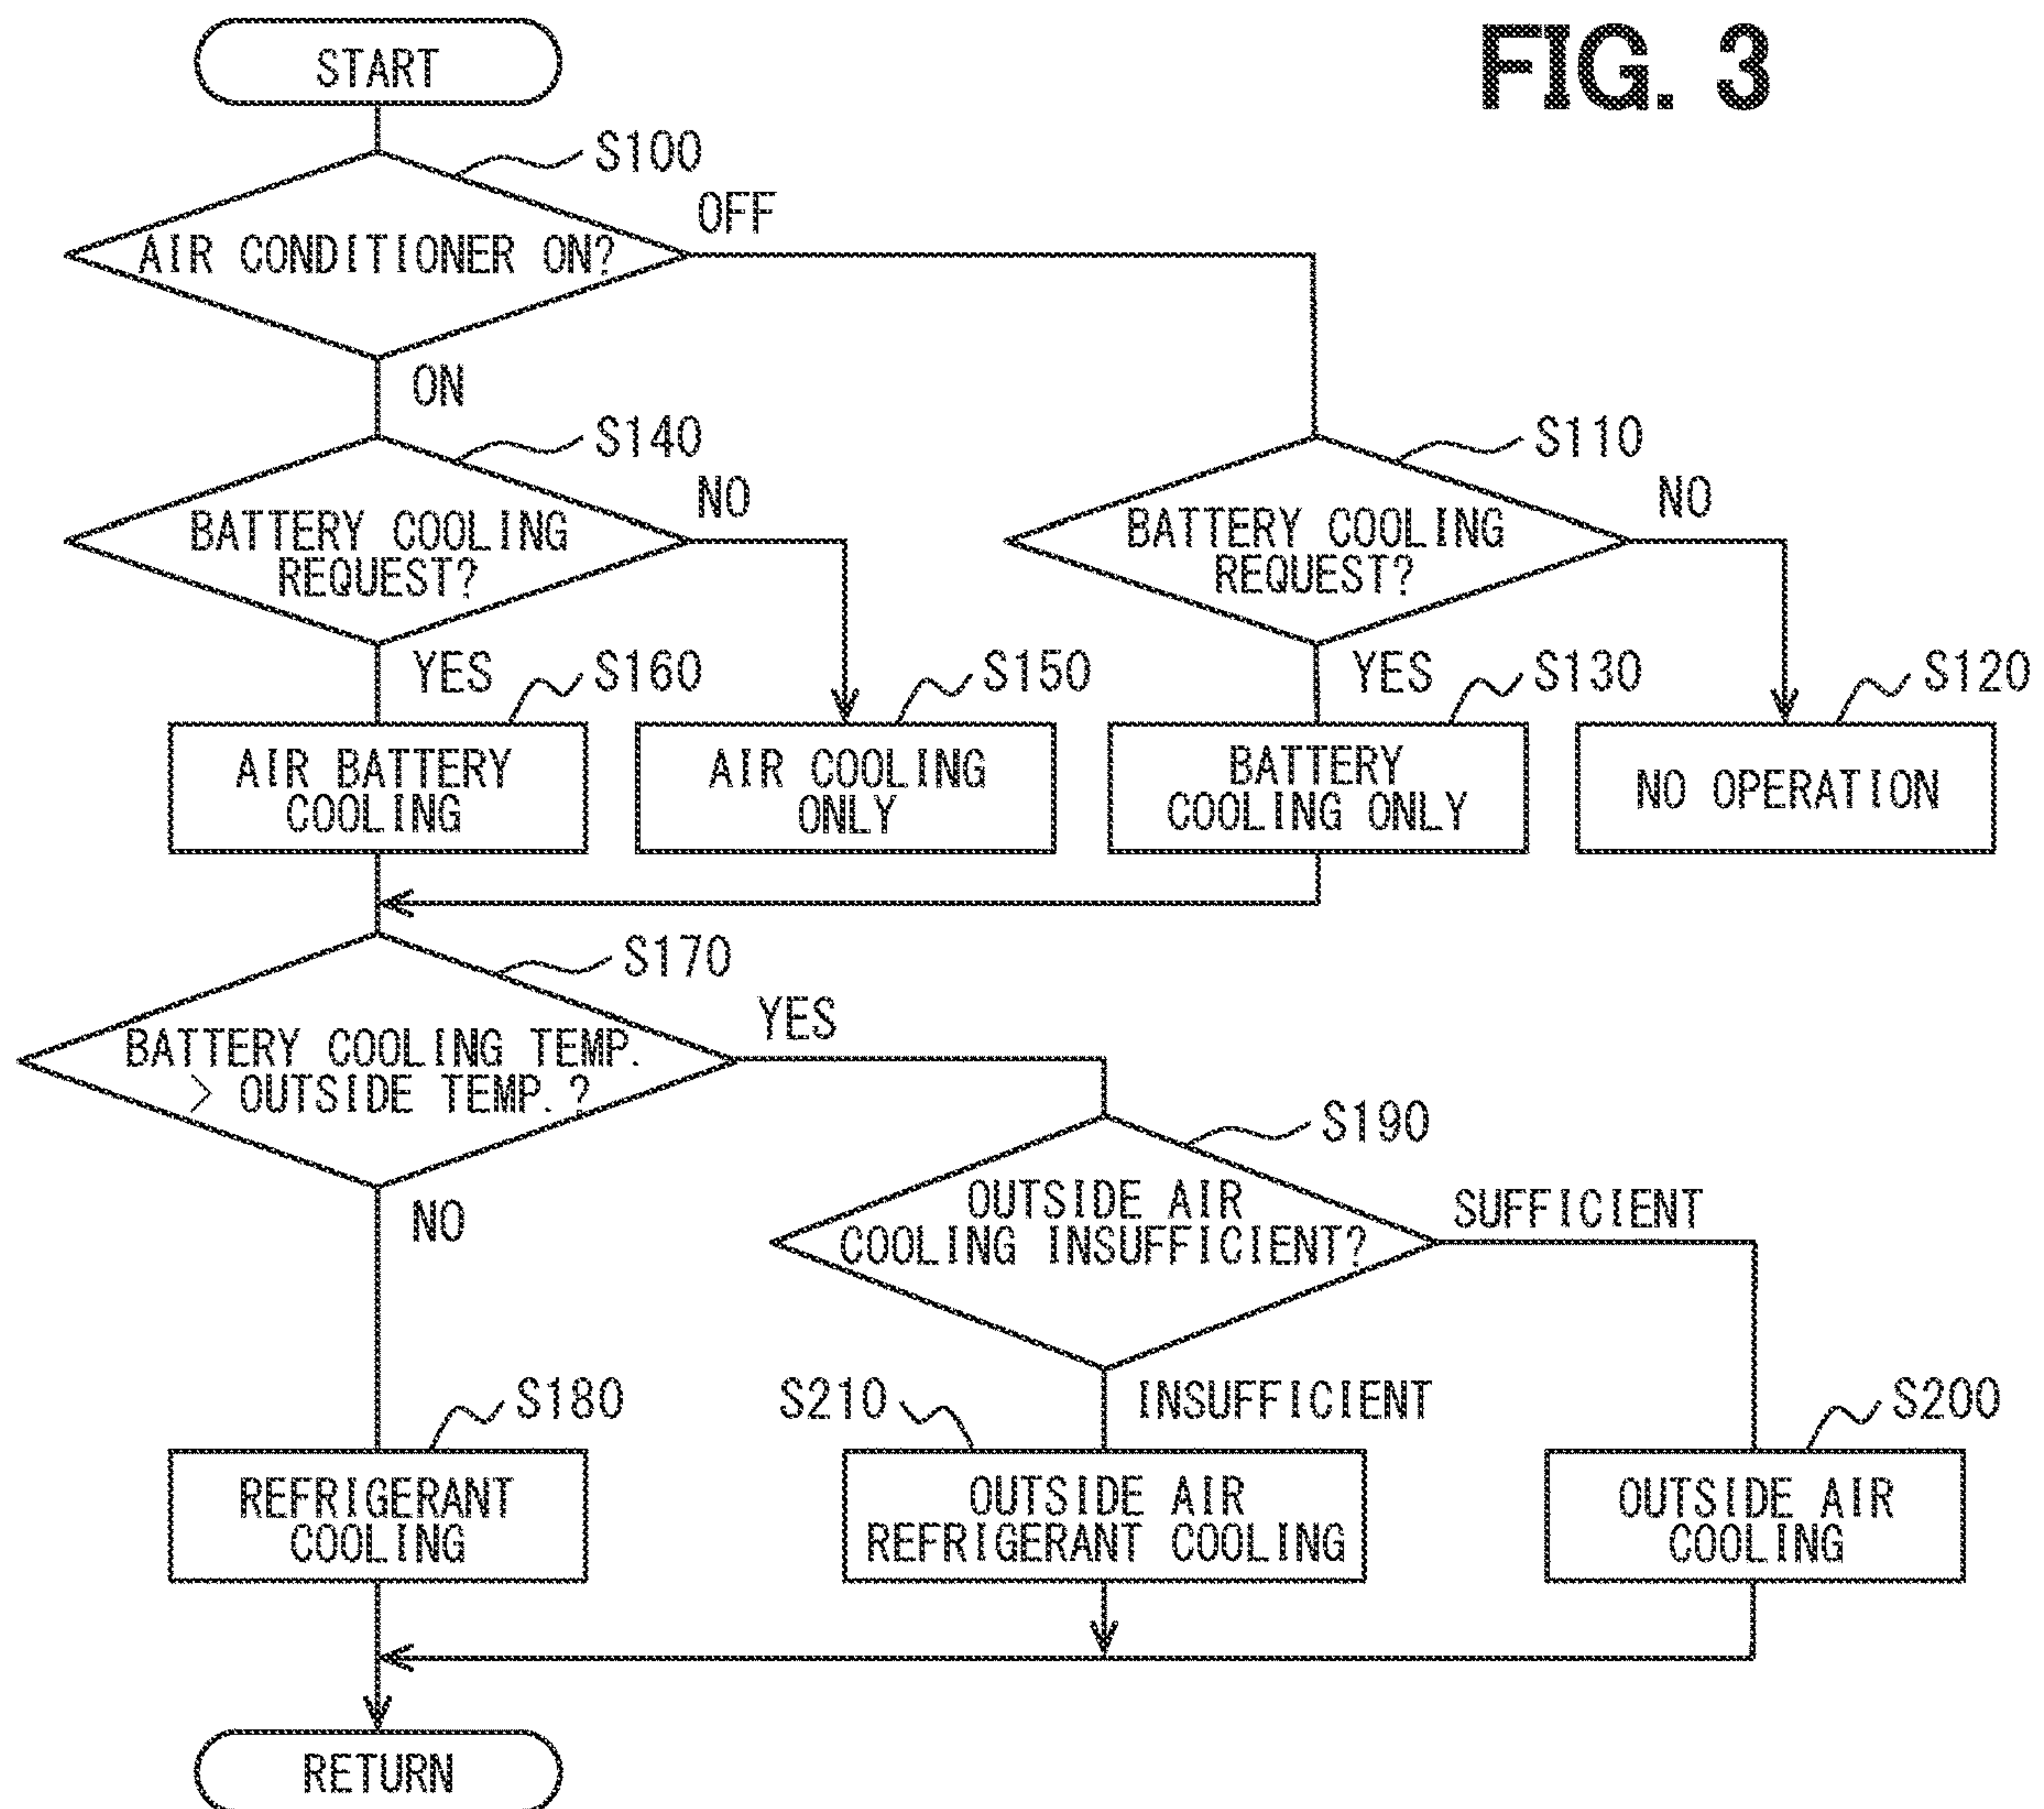 FIG. 3
START
S100
OFF
AIR CONDITIONER ON?
ON
S140
NO
BATTERY COOLING
REQUEST?
S110
NO
BATTERY COOLING
REQUEST?
YES
S160
S150
YES
S130
S120
AIR BATTERY
COOLING
AIR COOLING
ONLY
BATTERY
COOLING ONLY
NO OPERATION
S170
YES
BATTERY COOLING TEMP.
> OUTSIDE TEMP.?
NO
S190
OUTSIDE AIR
COOLING INSUFFICIENT?
SUFFICIENT
S180
S210
INSUFFICIENT
S200
REFRIGERANT
COOLING
OUTSIDE AIR
REFRIGERANT COOLING
OUTSIDE AIR
COOLING
RETURN